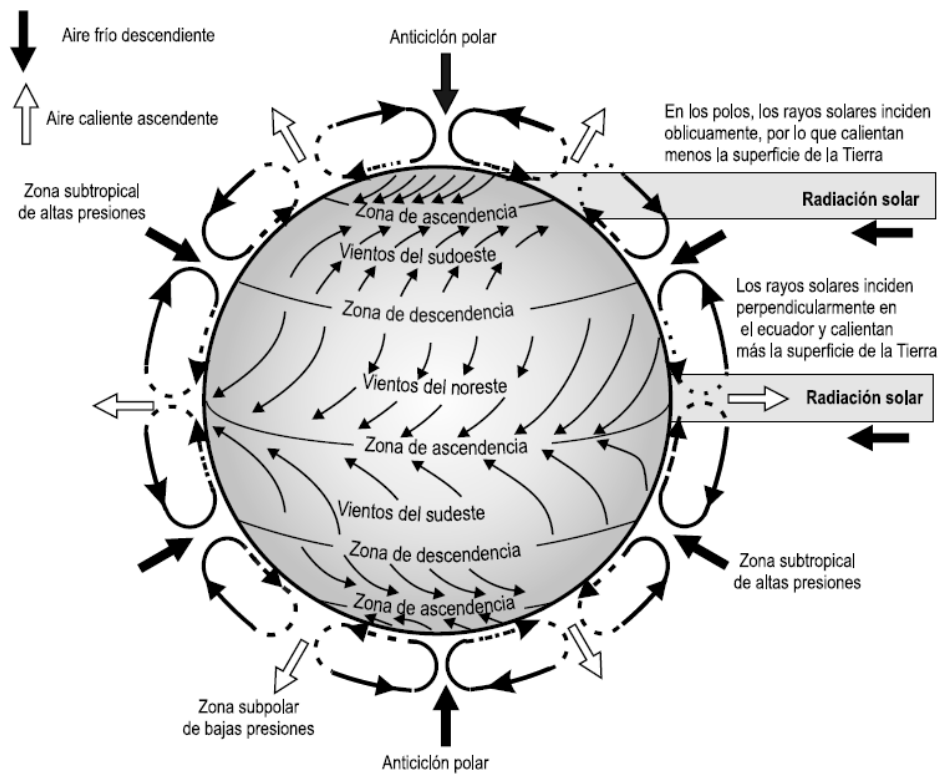 Aire frío descendiente
Anticiclón polar
Aire caliente ascendente
En los polos, los rayos solares inciden
oblicuamente, por lo que calientan
menos la superficie de la Tierra
Zona subtropical
de altas presiones
Radiación solar
Zona de ascendencia
Vientos del sudoeste
Los rayos solares inciden
perpendicularmente en
el ecuador y calientan
más la superficie de la Tierra
Zona de descendencia
Vientos del noreste
Radiación solar
Zona de ascendencia
Vientos del sudeste
Zona de descendencia
Zona subtropical
de altas presiones
Zona de ascendencia
Zona subpolar
de bajas presiones
Anticiclón polar